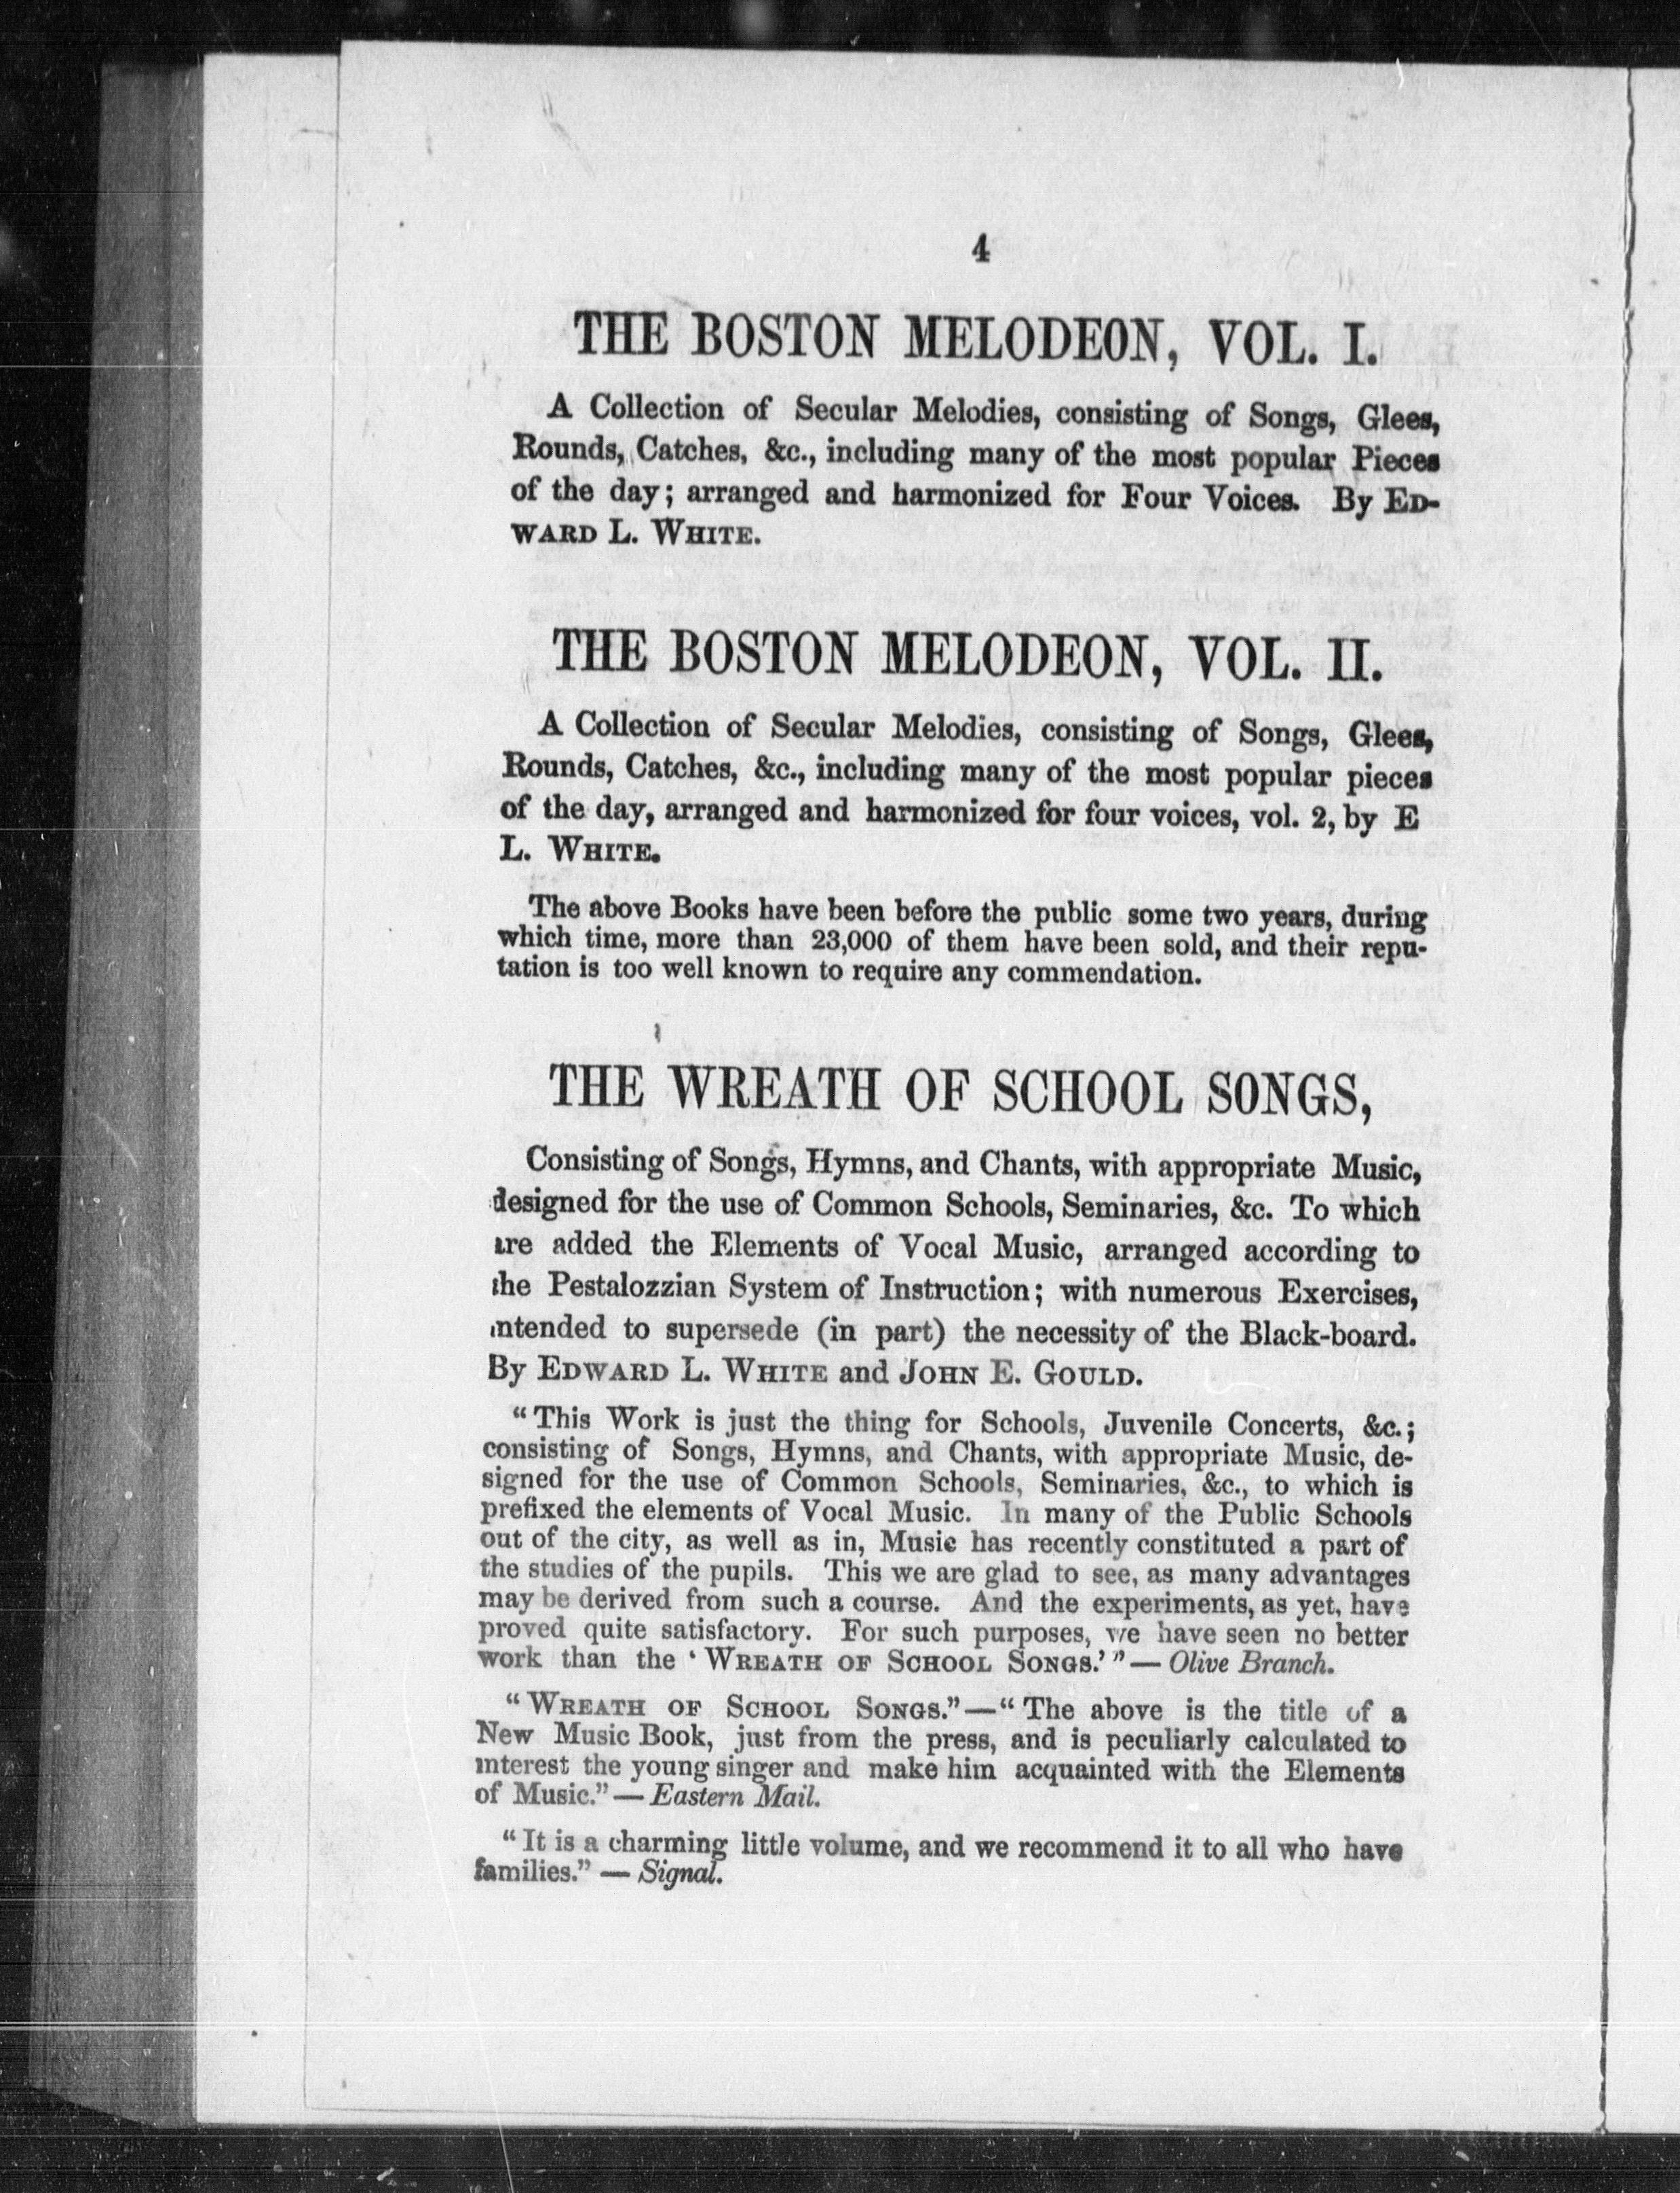 4
THE BOSTON MELODEON, VOL. I.
A Collection of Secular Melodies, consisting of Songs, Glees,
Rounds, Catches, &c., including many of the most popular Pieces
of the day; arranged and harmonized for Four Voices. By ED-
WARD L. WHITE.
THE BOSTON MELODEON, VOL. II.
A Collection of Secular Melodies, consisting of Songs, Glees,
Rounds, Catches, &c., including many of the most popular pieces
of the day, arranged and harmonized for four voices, vol. 2, by E
L. WHITE.
The above Books have been before the public some two years, during
which time, more than 23,000 of them have been sold, and their repu-
tation is too well known to require any commendation.
THE WREATH OF SCHOOL SONGS,
Consisting of Songs, Hymns, and Chants, with appropriate Music,
designed for the use of Common Schools, Seminaries, &c. To which
are added the Elements of Vocal Music, arranged according to
the Pestalozzian System of Instruction; with numerous Exercises,
intended to supersede (in part) the necessity of the Black-board.
By EDWARD L. WHITE and JOHN E. GOULD.
"This Work is just the thing for Schools, Juvenile Concerts, &c.;
consisting of Songs, Hymns, and Chants, with appropriate Music, de-
signed for the use of Common Schools, Seminaries, &c., to which is
prefixed the elements of Vocal Music. In many of the Public Schools
out of the city, as well as in, Music has recently constituted a part of
the studies of the pupils. This we are glad to see, as many advantages
may be derived from such a course. And the experiments, as yet, have
proved quite satisfactory. For such purposes, we have seen no better
work than the 'WREATH OF SCHOOL SONGS.'"— Olive Branch.
"WREATH OF SCHOOL SONGS."—"The above is the title of a
New Music Book, just from the press, and is peculiarly calculated to
interest the young singer and make him acquainted with the Elements
of Music."— Eastern Mail.
"It is a charming little volume, and we recommend it to all who have
families." — Signal.